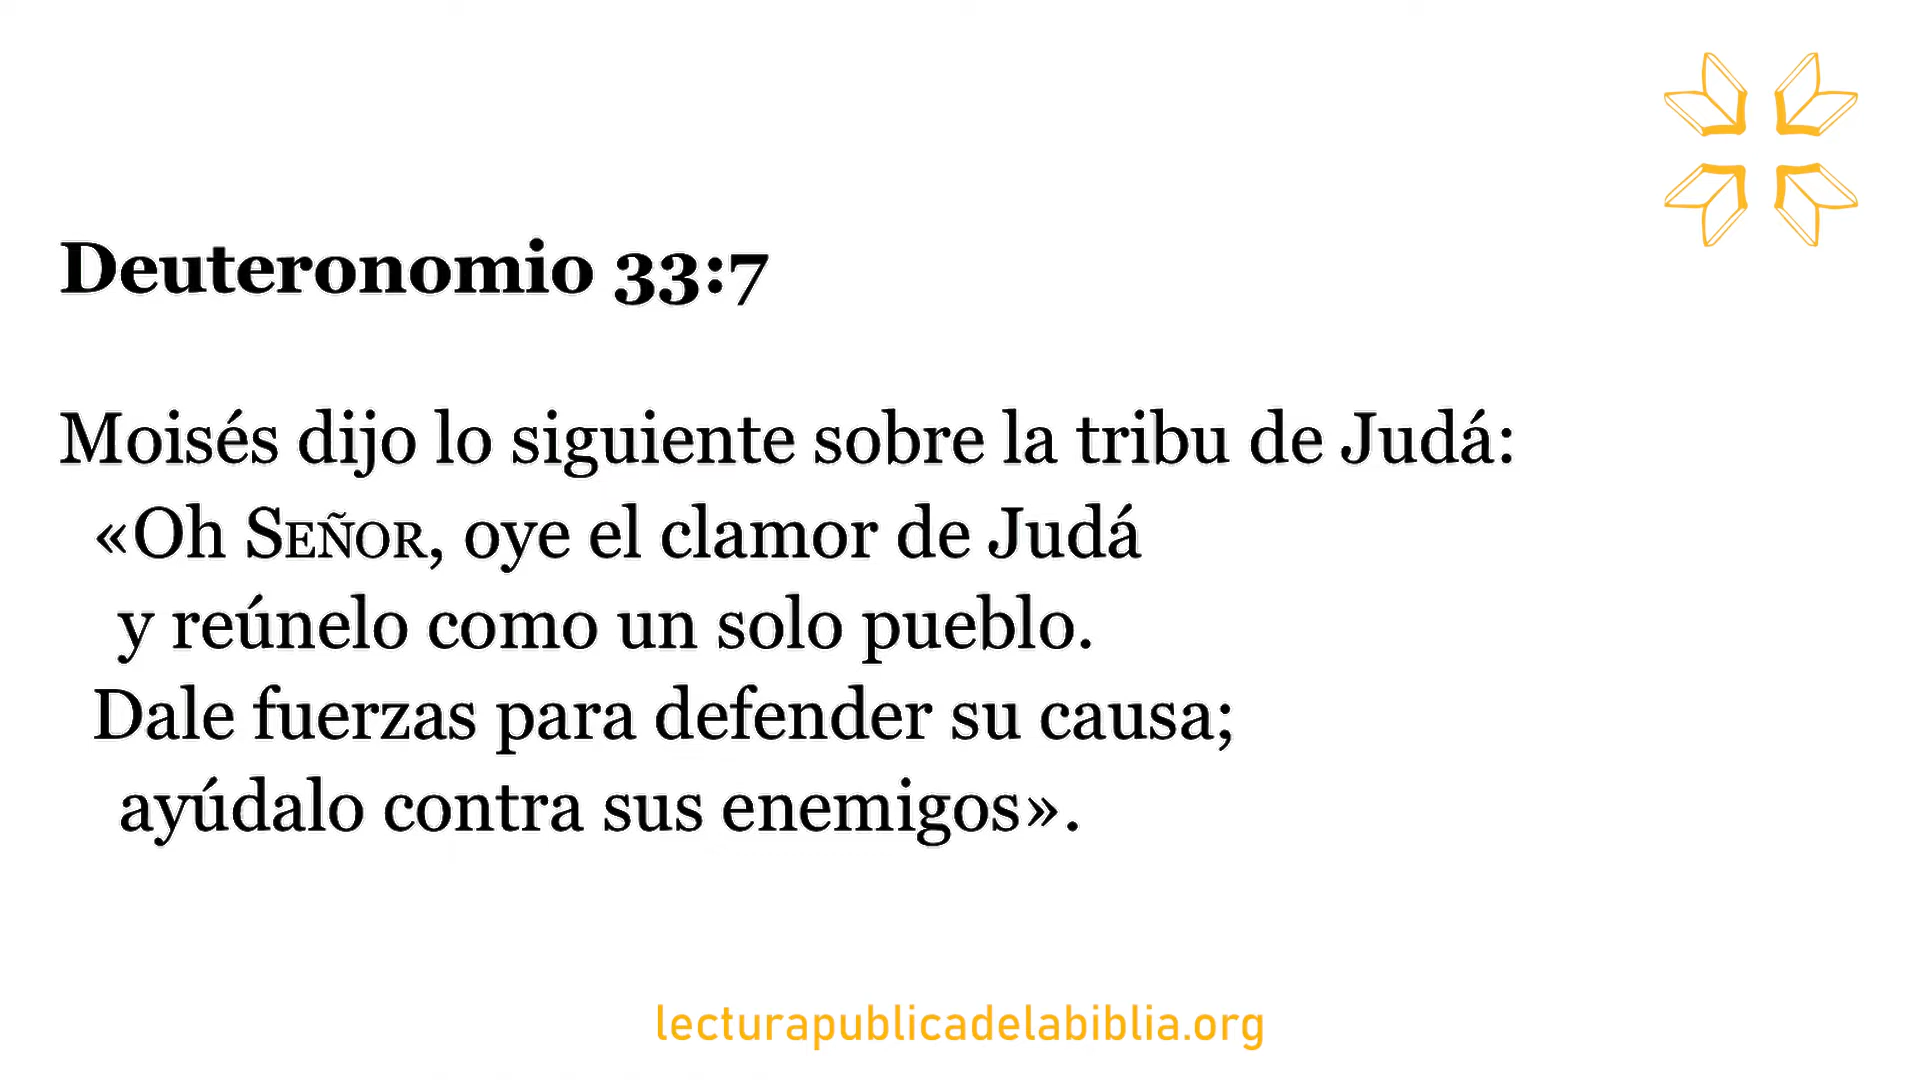 Deuteronomio 33:7
Moisés dijo lo siguiente sobre la tribu de Judá:
«Oh SEÑOR, oye el clamor de Judá
y reúnelo como un solo pueblo.
Dale fuerzas para defender su causa;
ayúdalo contra sus enemigos».
lecturapublicadelabiblia.org